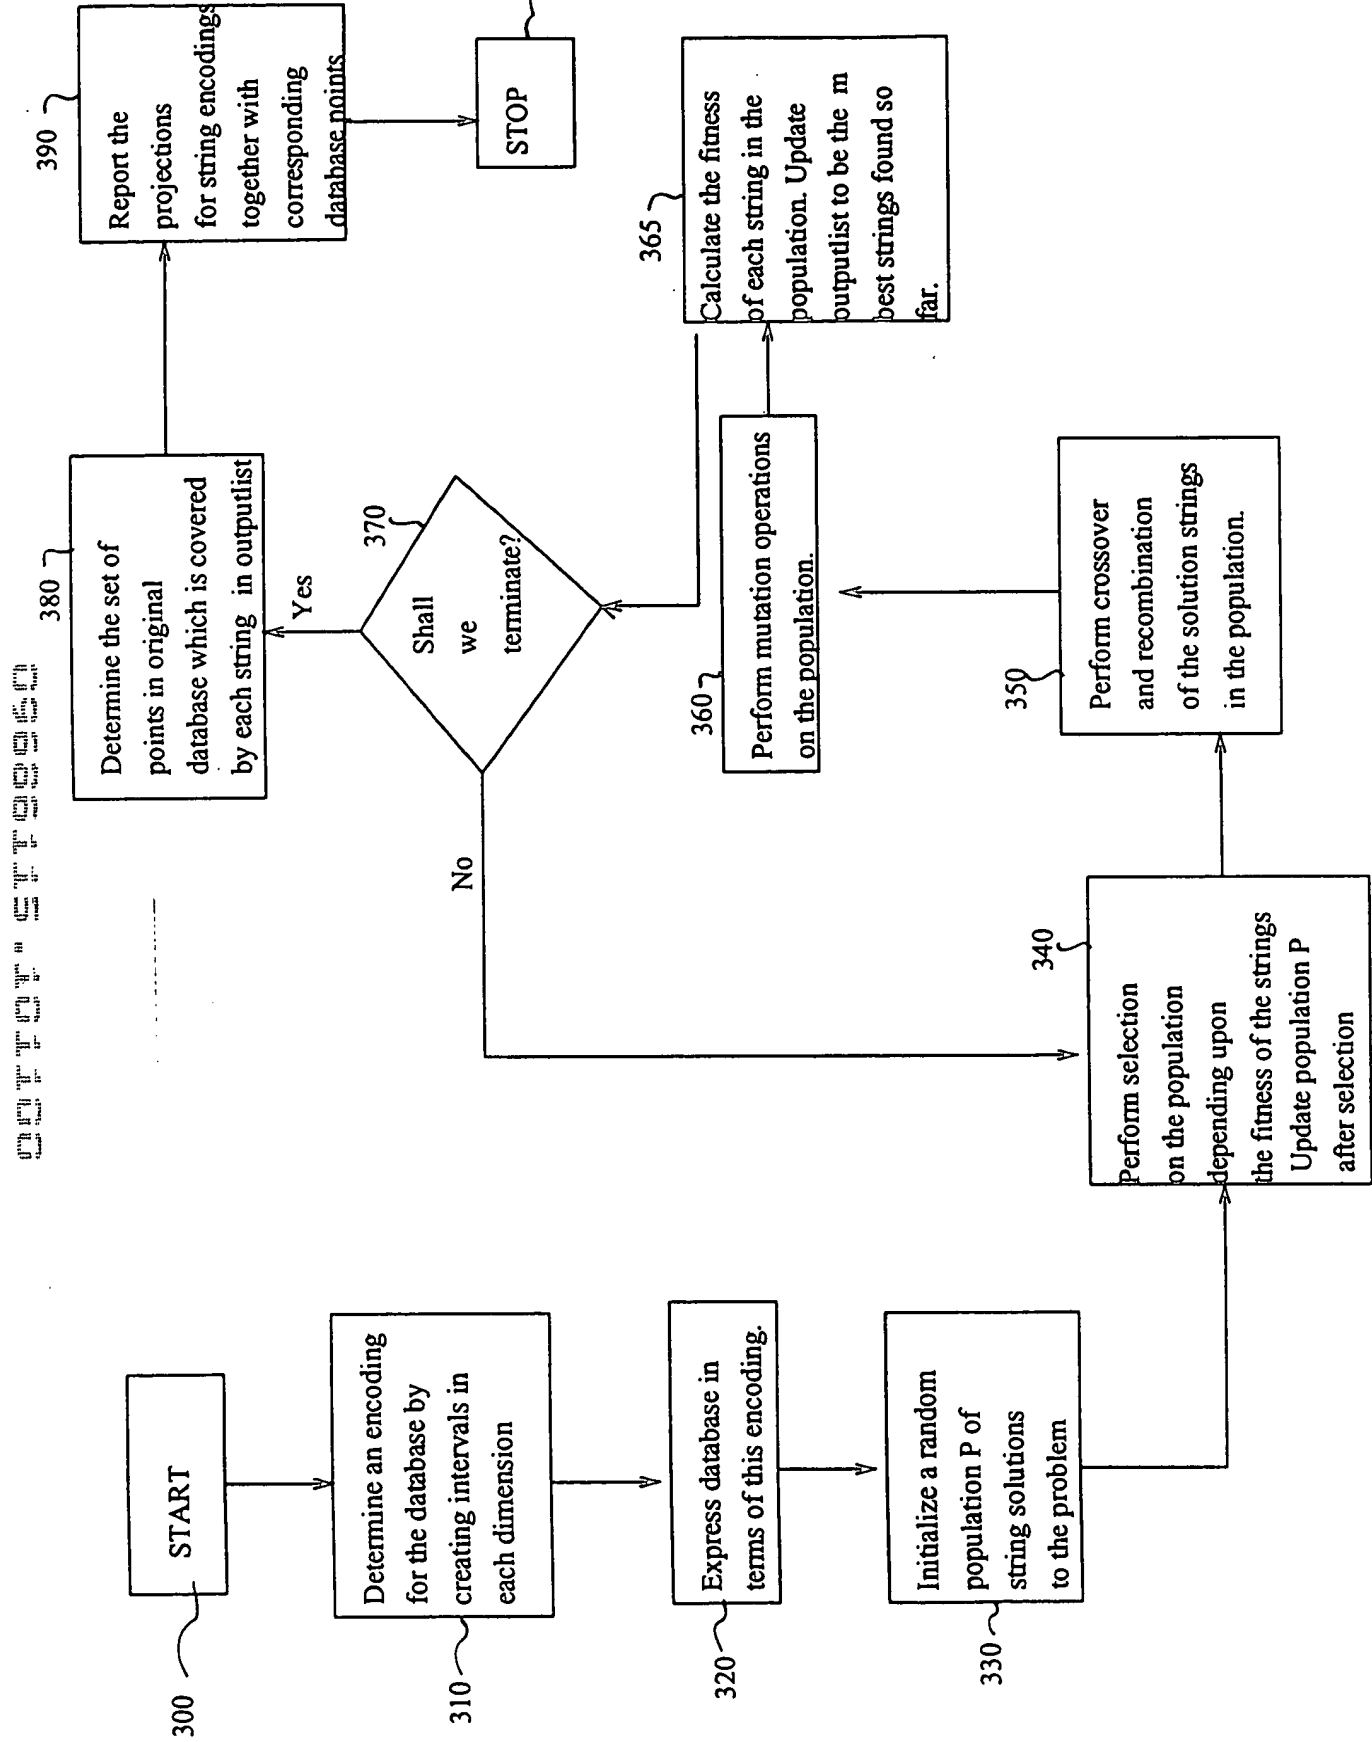 300
START
310
Determine an encoding
for the database by
creating intervals in
each dimension
320
Express database in
terms of this encoding.
330
Initialize a random
population P of
string solutions
to the problem
340
Perform selection
on the population
depending upon
the fitness of the strings
Update population P
after selection
350
Perform crossover
and recombination
of the solution strings
in the population.
360
Perform mutation operations
on the population.
365
Calculate the fitness
of each string in the
population. Update
outputlist to be the m
best strings found so
far.
370
Shall
we
terminate?
No
Yes
380
Determine the set of
points in original
database which is covered
by each string in outputlist
390
Report the
projections
for string encodings
together with
corresponding
database points
STOP